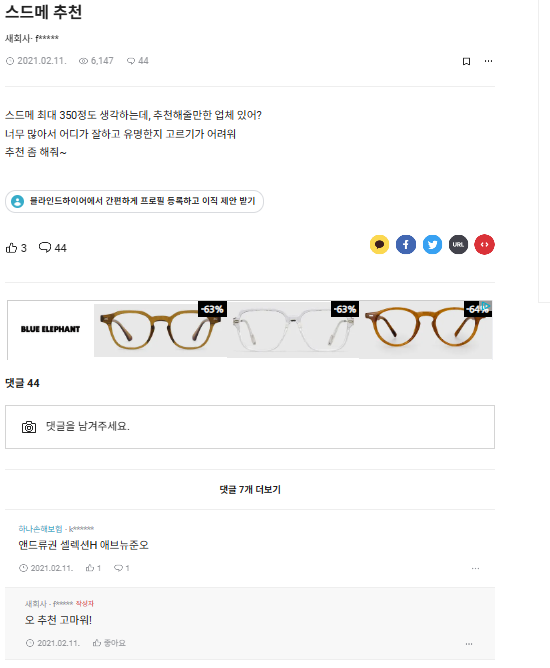 스드메 추천
새회사 · f*****
2021.02.11. 6,147 44
스드메 최대 350정도 생각하는데, 추천해줄만한 업체 있어?
너무 많아서 어디가 잘하고 유명한지 고르기가 어려워
추천 좀 해줘~
블라인드하이어에서 간편하게 프로필 등록하고 이직 제안 받기
3 44
URL
BLUE ELEPHANT -63% -63% -64%
댓글 44
댓글을 남겨주세요.
댓글 7개 더보기
하나손해보험 · k******
앤드류권 셀렉션H 애브뉴준오
2021.02.11. 1 1
새회사 · f***** 작성자
오 추천 고마워!
2021.02.11. 좋아요